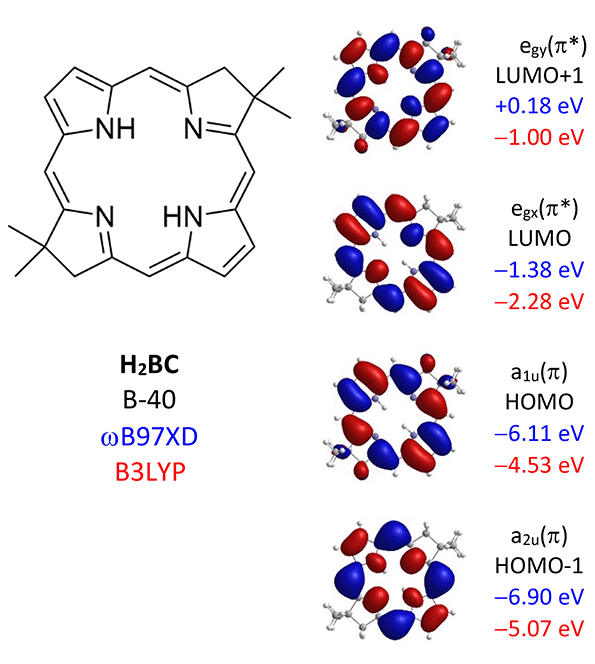 NH
N
N
HN
H₂BC
B-40
ωB97XD
B3LYP
e_gy(π*)
LUMO+1
+0.18 eV
−1.00 eV
e_gx(π*)
LUMO
−1.38 eV
−2.28 eV
a₁ᵤ(π)
HOMO
−6.11 eV
−4.53 eV
a₂ᵤ(π)
HOMO-1
−6.90 eV
−5.07 eV